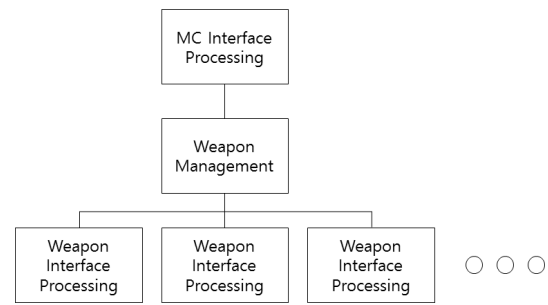 MC Interface
Processing
Weapon
Management
Weapon
Interface
Processing
Weapon
Interface
Processing
Weapon
Interface
Processing